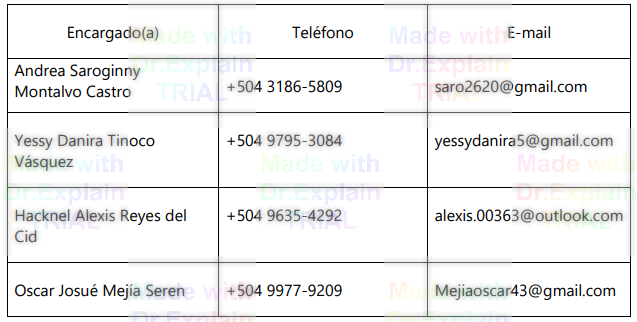 Encargado(a) Teléfono E-mail
Andrea Saroginny
Montalvo Castro +504 3186-5809 saro2620@gmail.com
Yessy Danira Tinoco +504 9795-3084 yessydanira5@gmail.com
Vásquez
Hacknel Alexis Reyes del +504 9635-4292 alexis.00363@outlook.com
Cid
Oscar Josué Mejía Seren +504 9977-9209 Mejiaoscar43@gmail.com
Made with
Dr.Explain
TRIAL
Made with
Dr.Explain
TRIAL
Made with
Dr.Explain
TRIAL
Made with
Dr.Explain
TRIAL
Made with
Dr.Explain
TRIAL
Made with
Dr.Explain
Made with
Dr.Explain